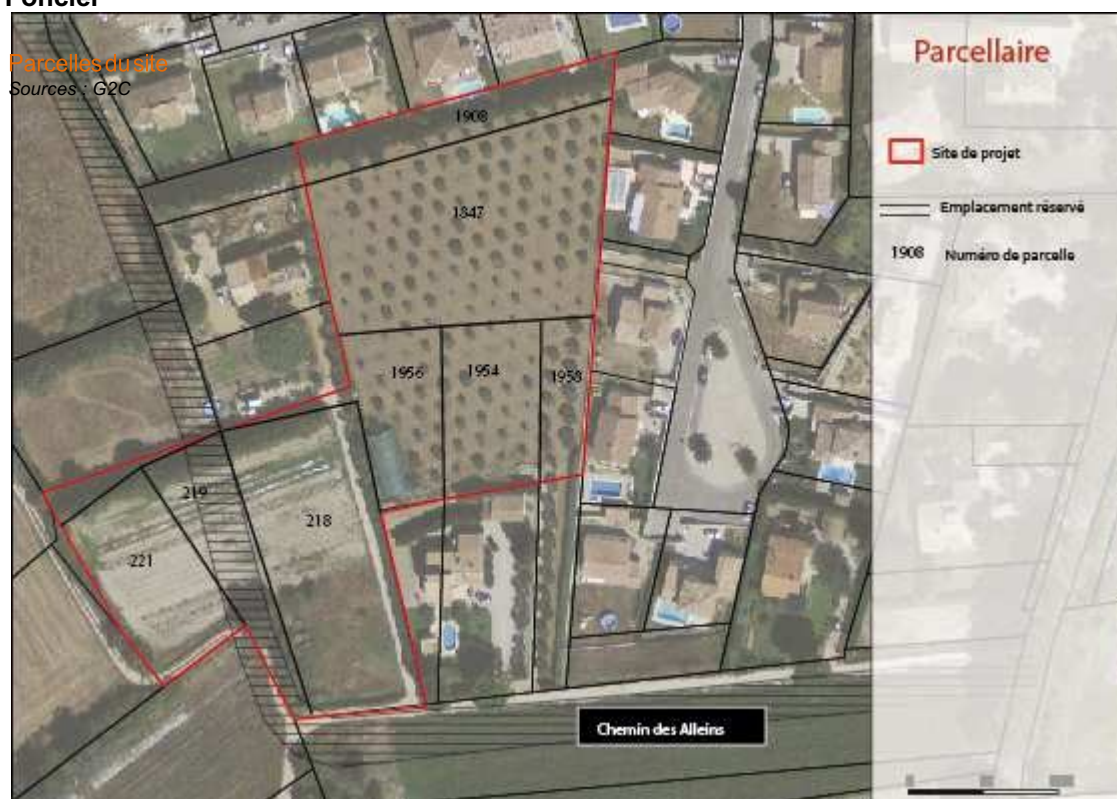 Foncier
Parcelles du site
Sources : G2C
Parcellaire
Site de projet
Emplacement réservé
1908 Numéro de parcelle
1908
1847
1956
1954
1958
219
218
221
Chemin des Alleins